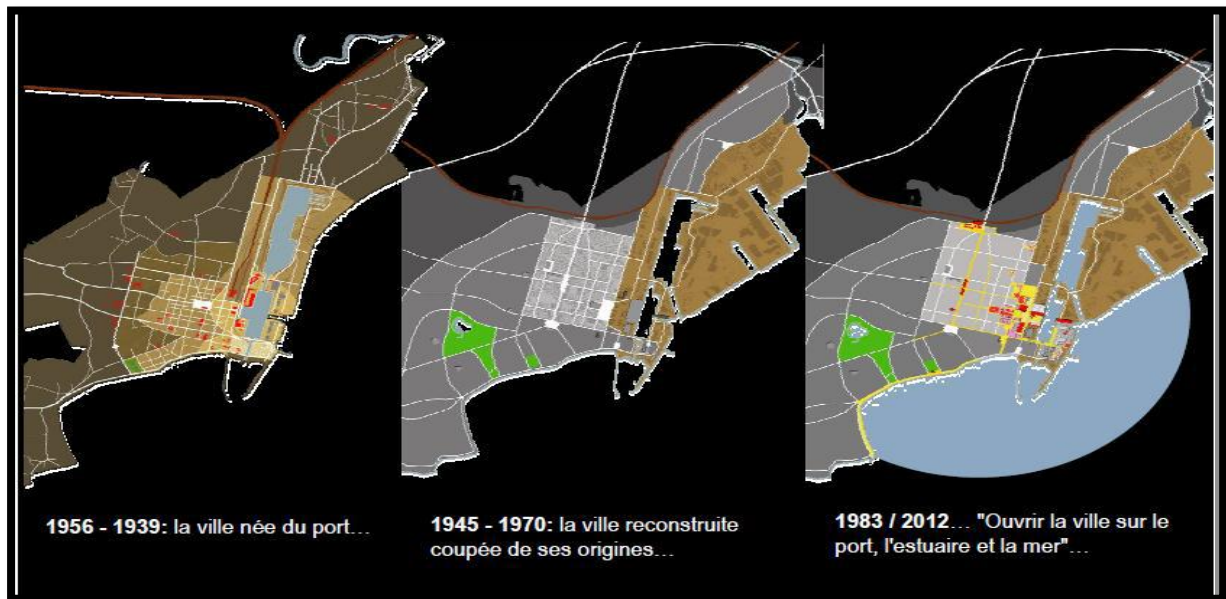 1956 - 1939: la ville née du port…
1945 - 1970: la ville reconstruite
coupée de ses origines…
1983 / 2012… "Ouvrir la ville sur le
port, l'estuaire et la mer"…